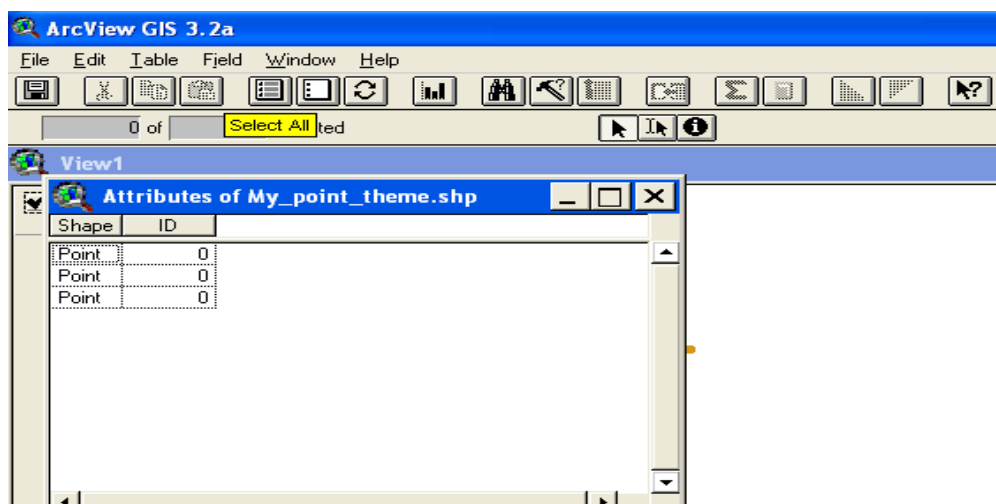 ArcView GIS 3.2a
File Edit Table Field Window Help
0 of Select All ted
View1
Attributes of My_point_theme.shp
Shape ID
Point 0
Point 0
Point 0